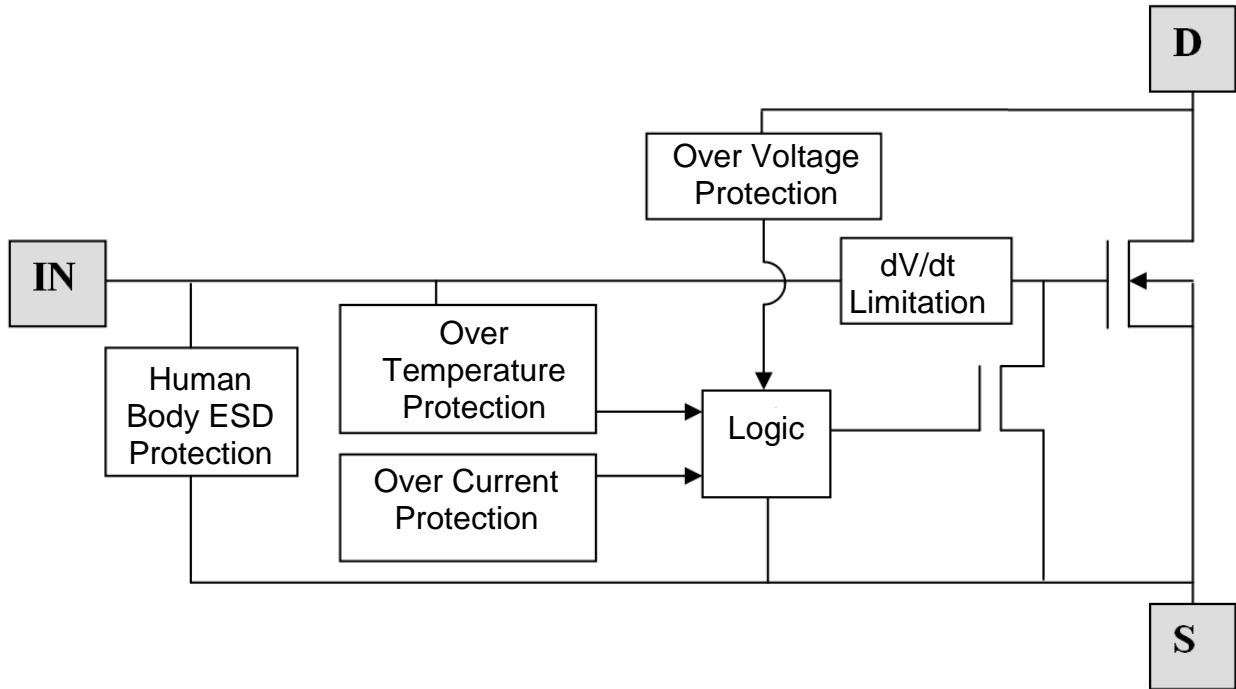 D
Over Voltage
Protection
IN
dV/dt
Limitation
Over
Temperature
Protection
Human
Body ESD
Protection
Logic
Over Current
Protection
S